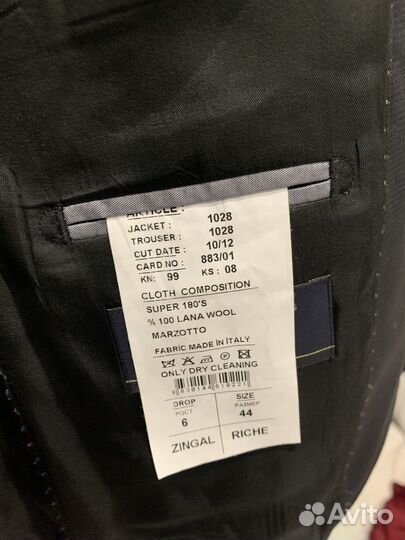 ARTICLE :
JACKET : 1028
TROUSER : 1028
CUT DATE : 10/12
CARD NO : 883/01
KN: 99 KS : 08
CLOTH COMPOSITION
SUPER 180'S
% 100 LANA WOOL
MARZOTTO
FABRİC MADE IN İTALY
ONLY DRY CLEANING
DROP SIZE
РОСТ РАЗМЕР
6 44
ZINGAL RICHE
Avito